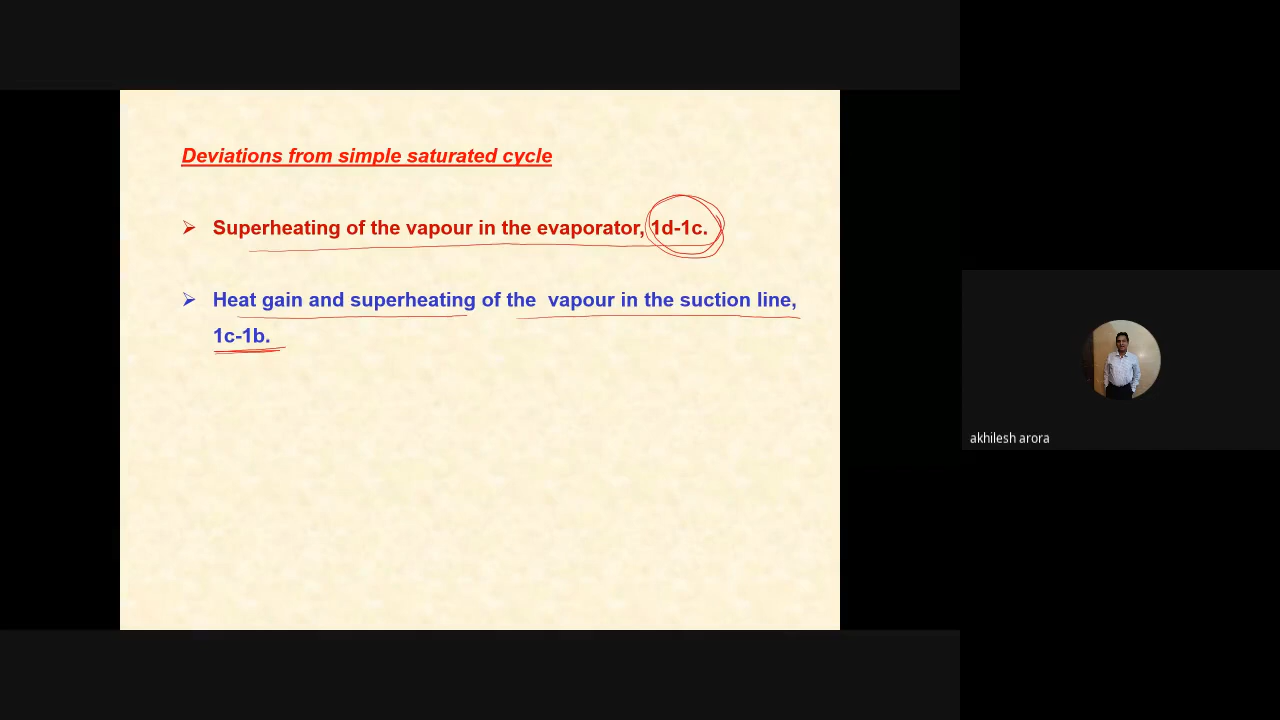 Deviations from simple saturated cycle
➢ Superheating of the vapour in the evaporator, 1d-1c.
➢ Heat gain and superheating of the vapour in the suction line,
1c-1b.
akhilesh arora